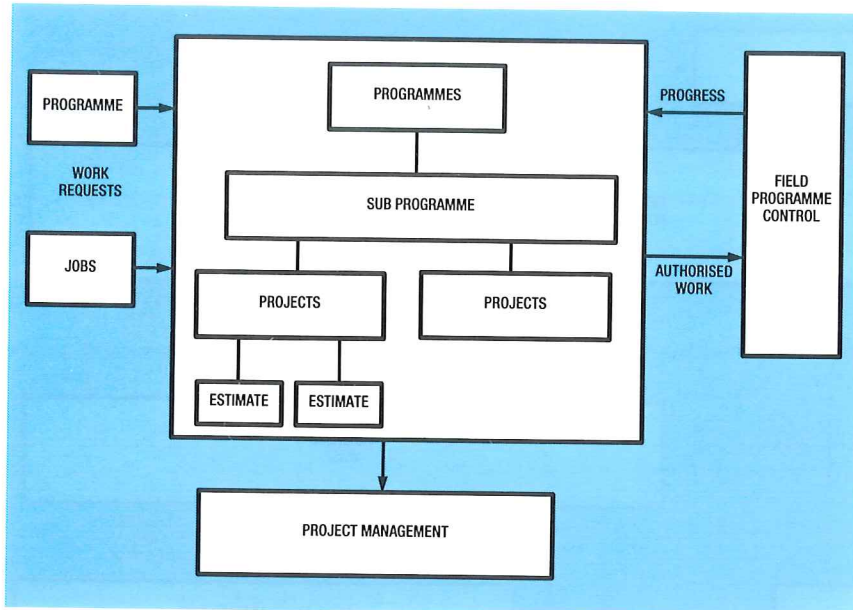 PROGRAMME
WORK
REQUESTS
JOBS
PROGRAMMES
SUB PROGRAMME
PROJECTS
PROJECTS
ESTIMATE
ESTIMATE
PROGRESS
AUTHORISED
WORK
FIELD
PROGRAMME
CONTROL
PROJECT MANAGEMENT